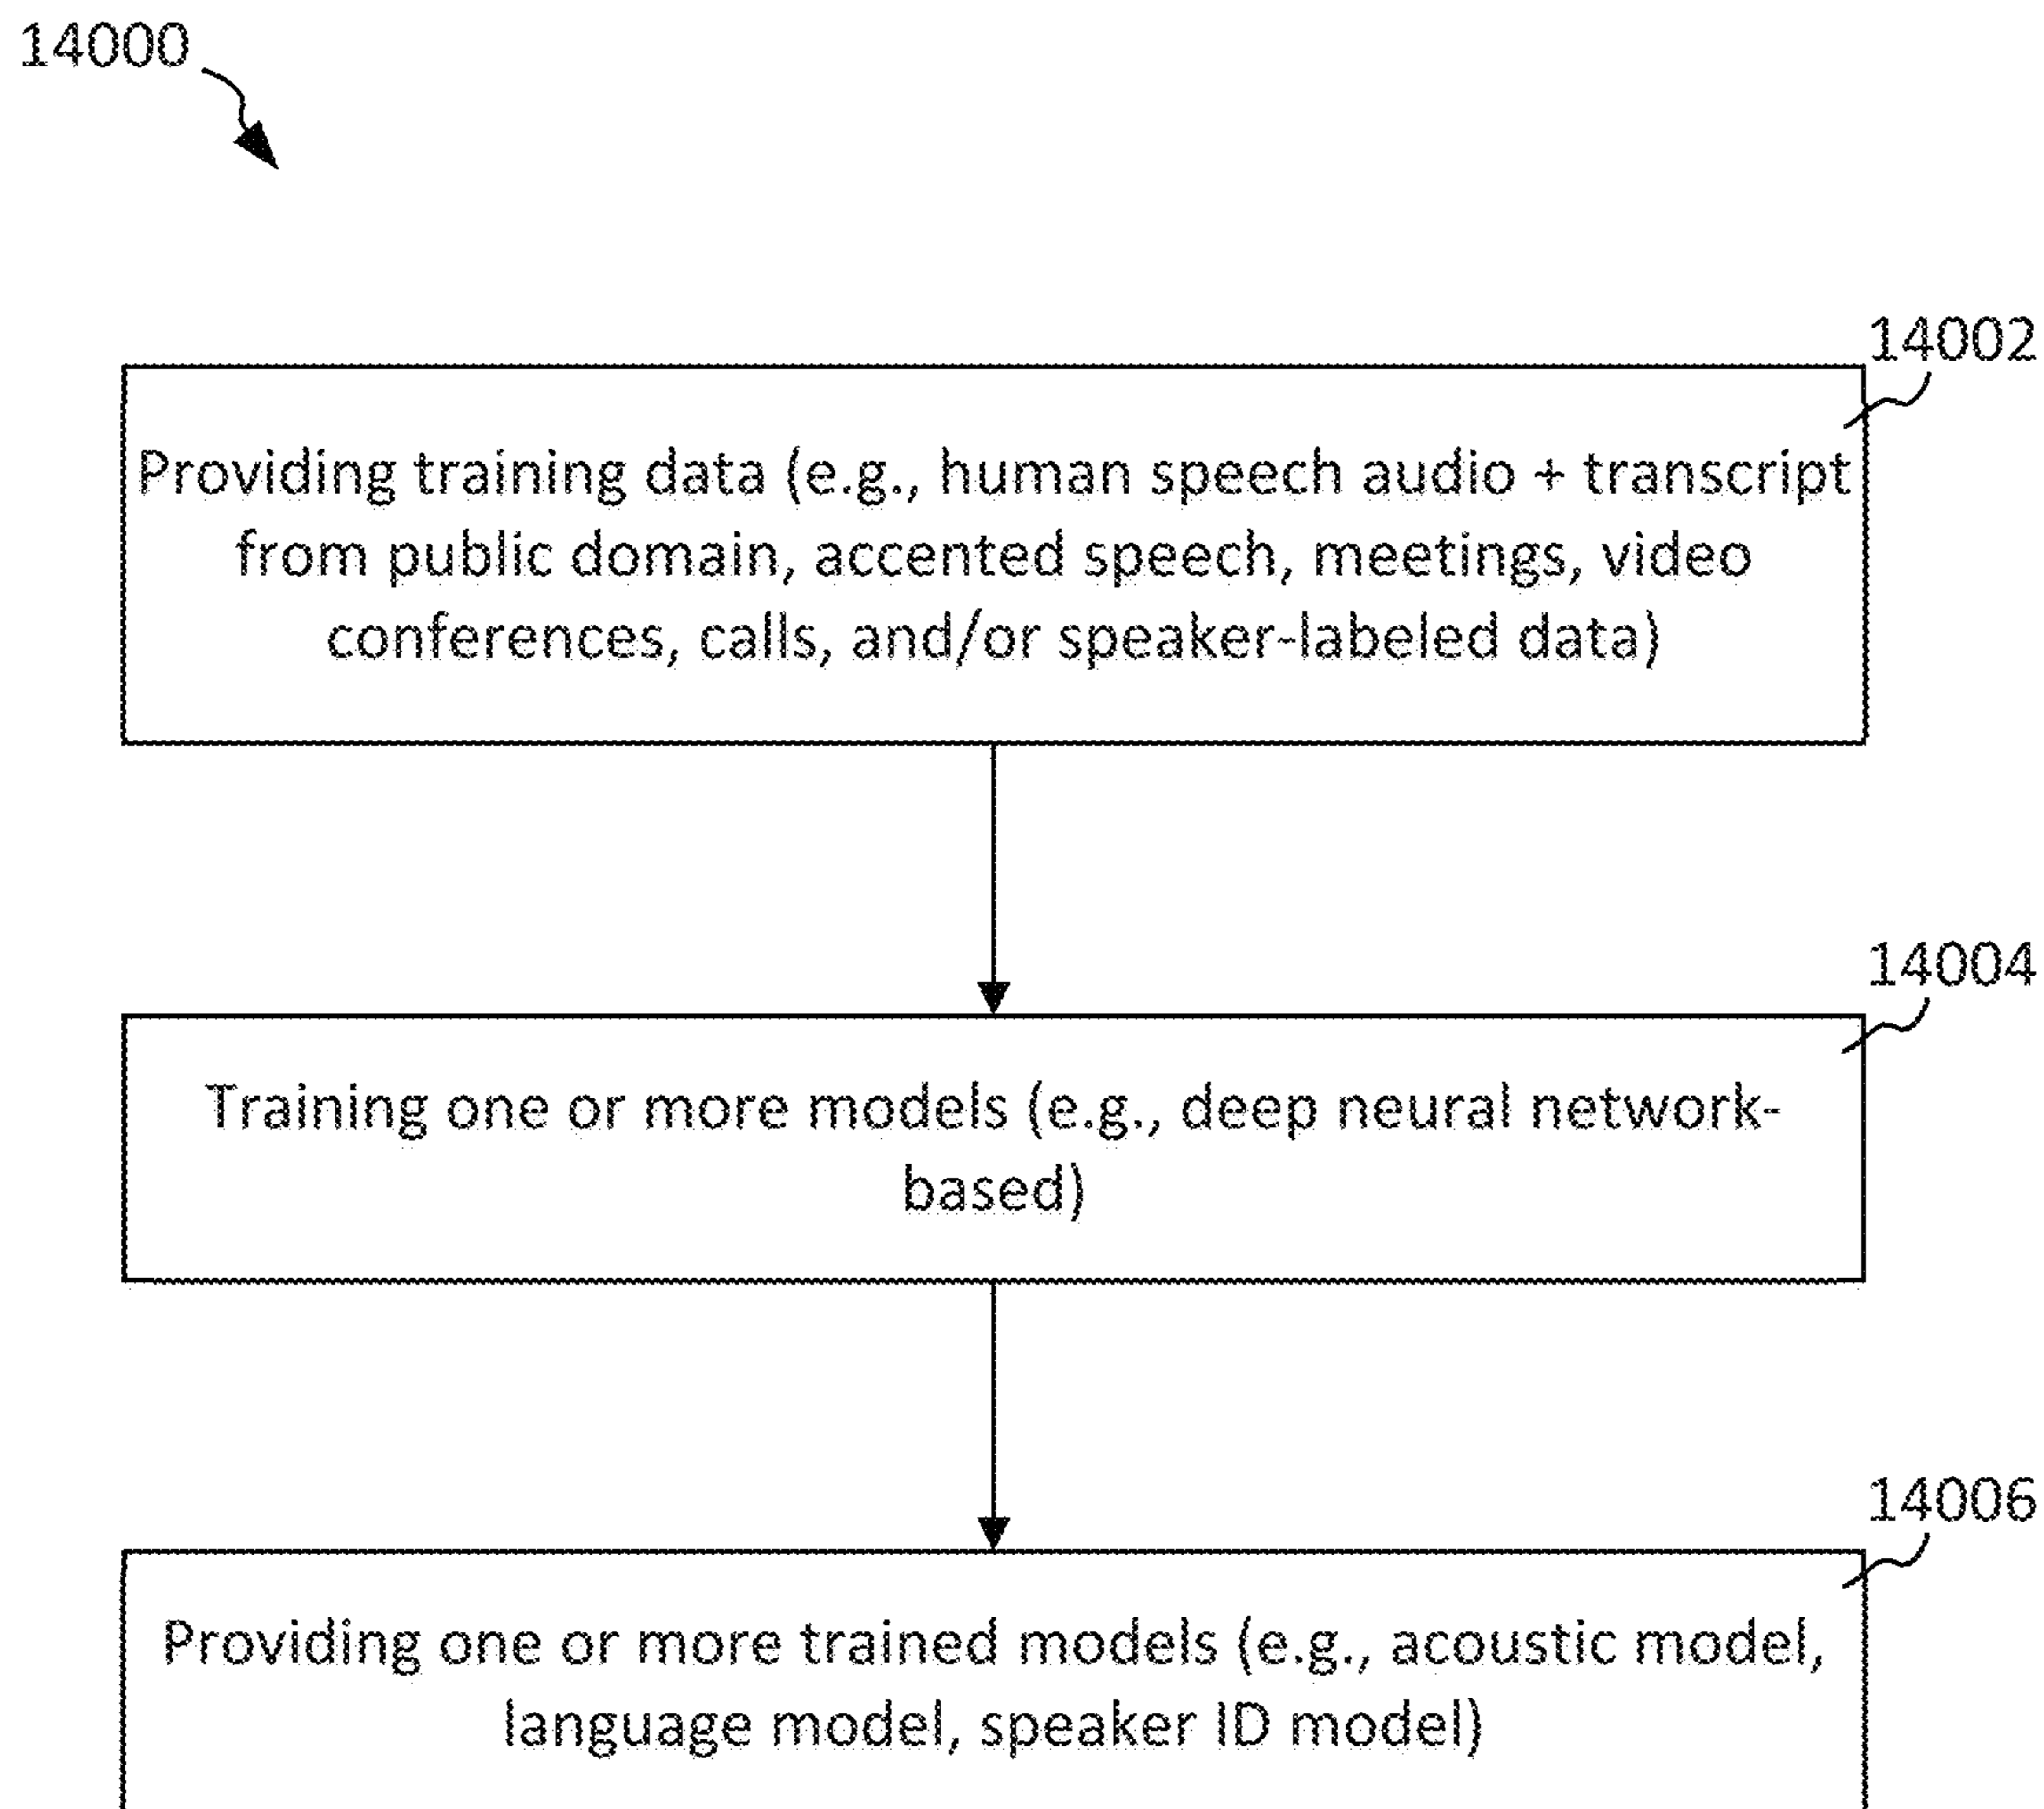 14000
14002
Providing training data (e.g., human speech audio + transcript
from public domain, accented speech, meetings, video
conferences, calls, and/or speaker-labeled data)
14004
Training one or more models (e.g., deep neural network-
based)
14006
Providing one or more trained models (e.g., acoustic model,
language model, speaker ID model)